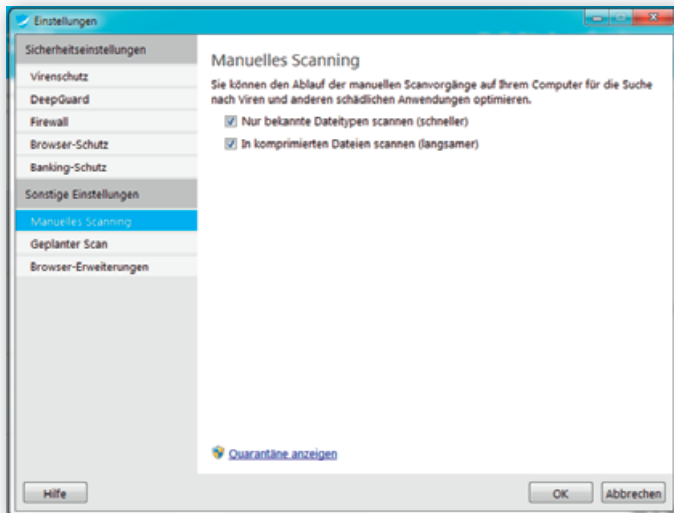 Einstellungen
Sicherheitseinstellungen
Virenschutz
DeepGuard
Firewall
Browser-Schutz
Banking-Schutz
Sonstige Einstellungen
Manuelles Scanning
Geplanter Scan
Browser-Erweiterungen
Manuelles Scanning
Sie können den Ablauf der manuellen Scanvorgänge auf Ihrem Computer für die Suche
nach Viren und anderen schädlichen Anwendungen optimieren.
Nur bekannte Dateitypen scannen (schneller)
In komprimierten Dateien scannen (langsamer)
Quarantäne anzeigen
Hilfe
OK
Abbrechen